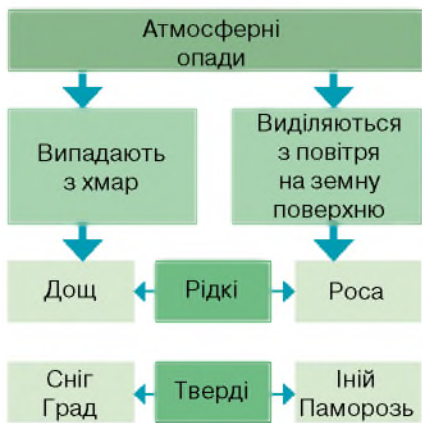 Атмосферні
опади
Випадають
з хмар
Виділяються
з повітря
на земну
поверхню
Дощ
Рідкі
Роса
Сніг
Град
Тверді
Іній
Паморозь